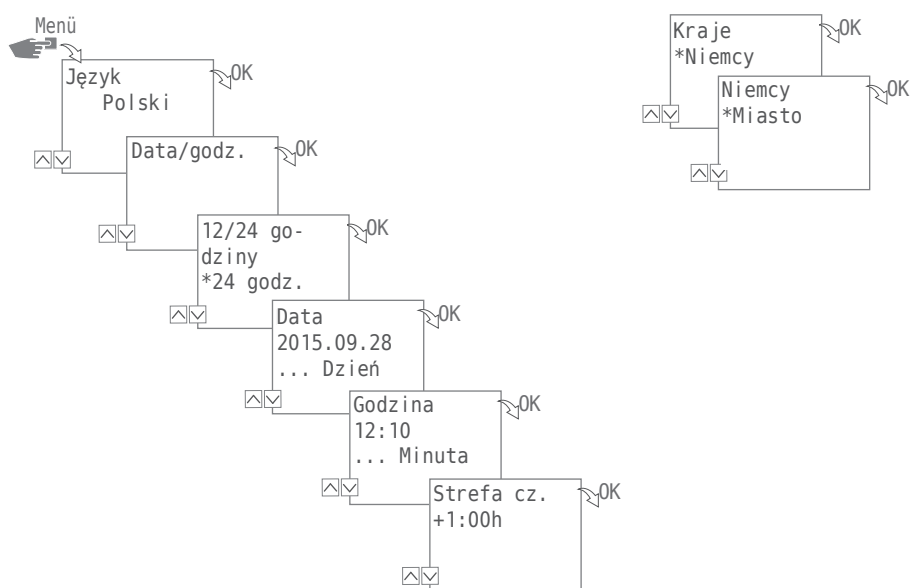 Menü
Język
Polski
OK
Data/godz.
OK
12/24 go-
dziny
*24 godz.
OK
Data
2015.09.28
... Dzień
OK
Godzina
12:10
... Minuta
OK
Strefa cz.
+1:00h
OK
Kraje
*Niemcy
OK
Niemcy
*Miasto
OK